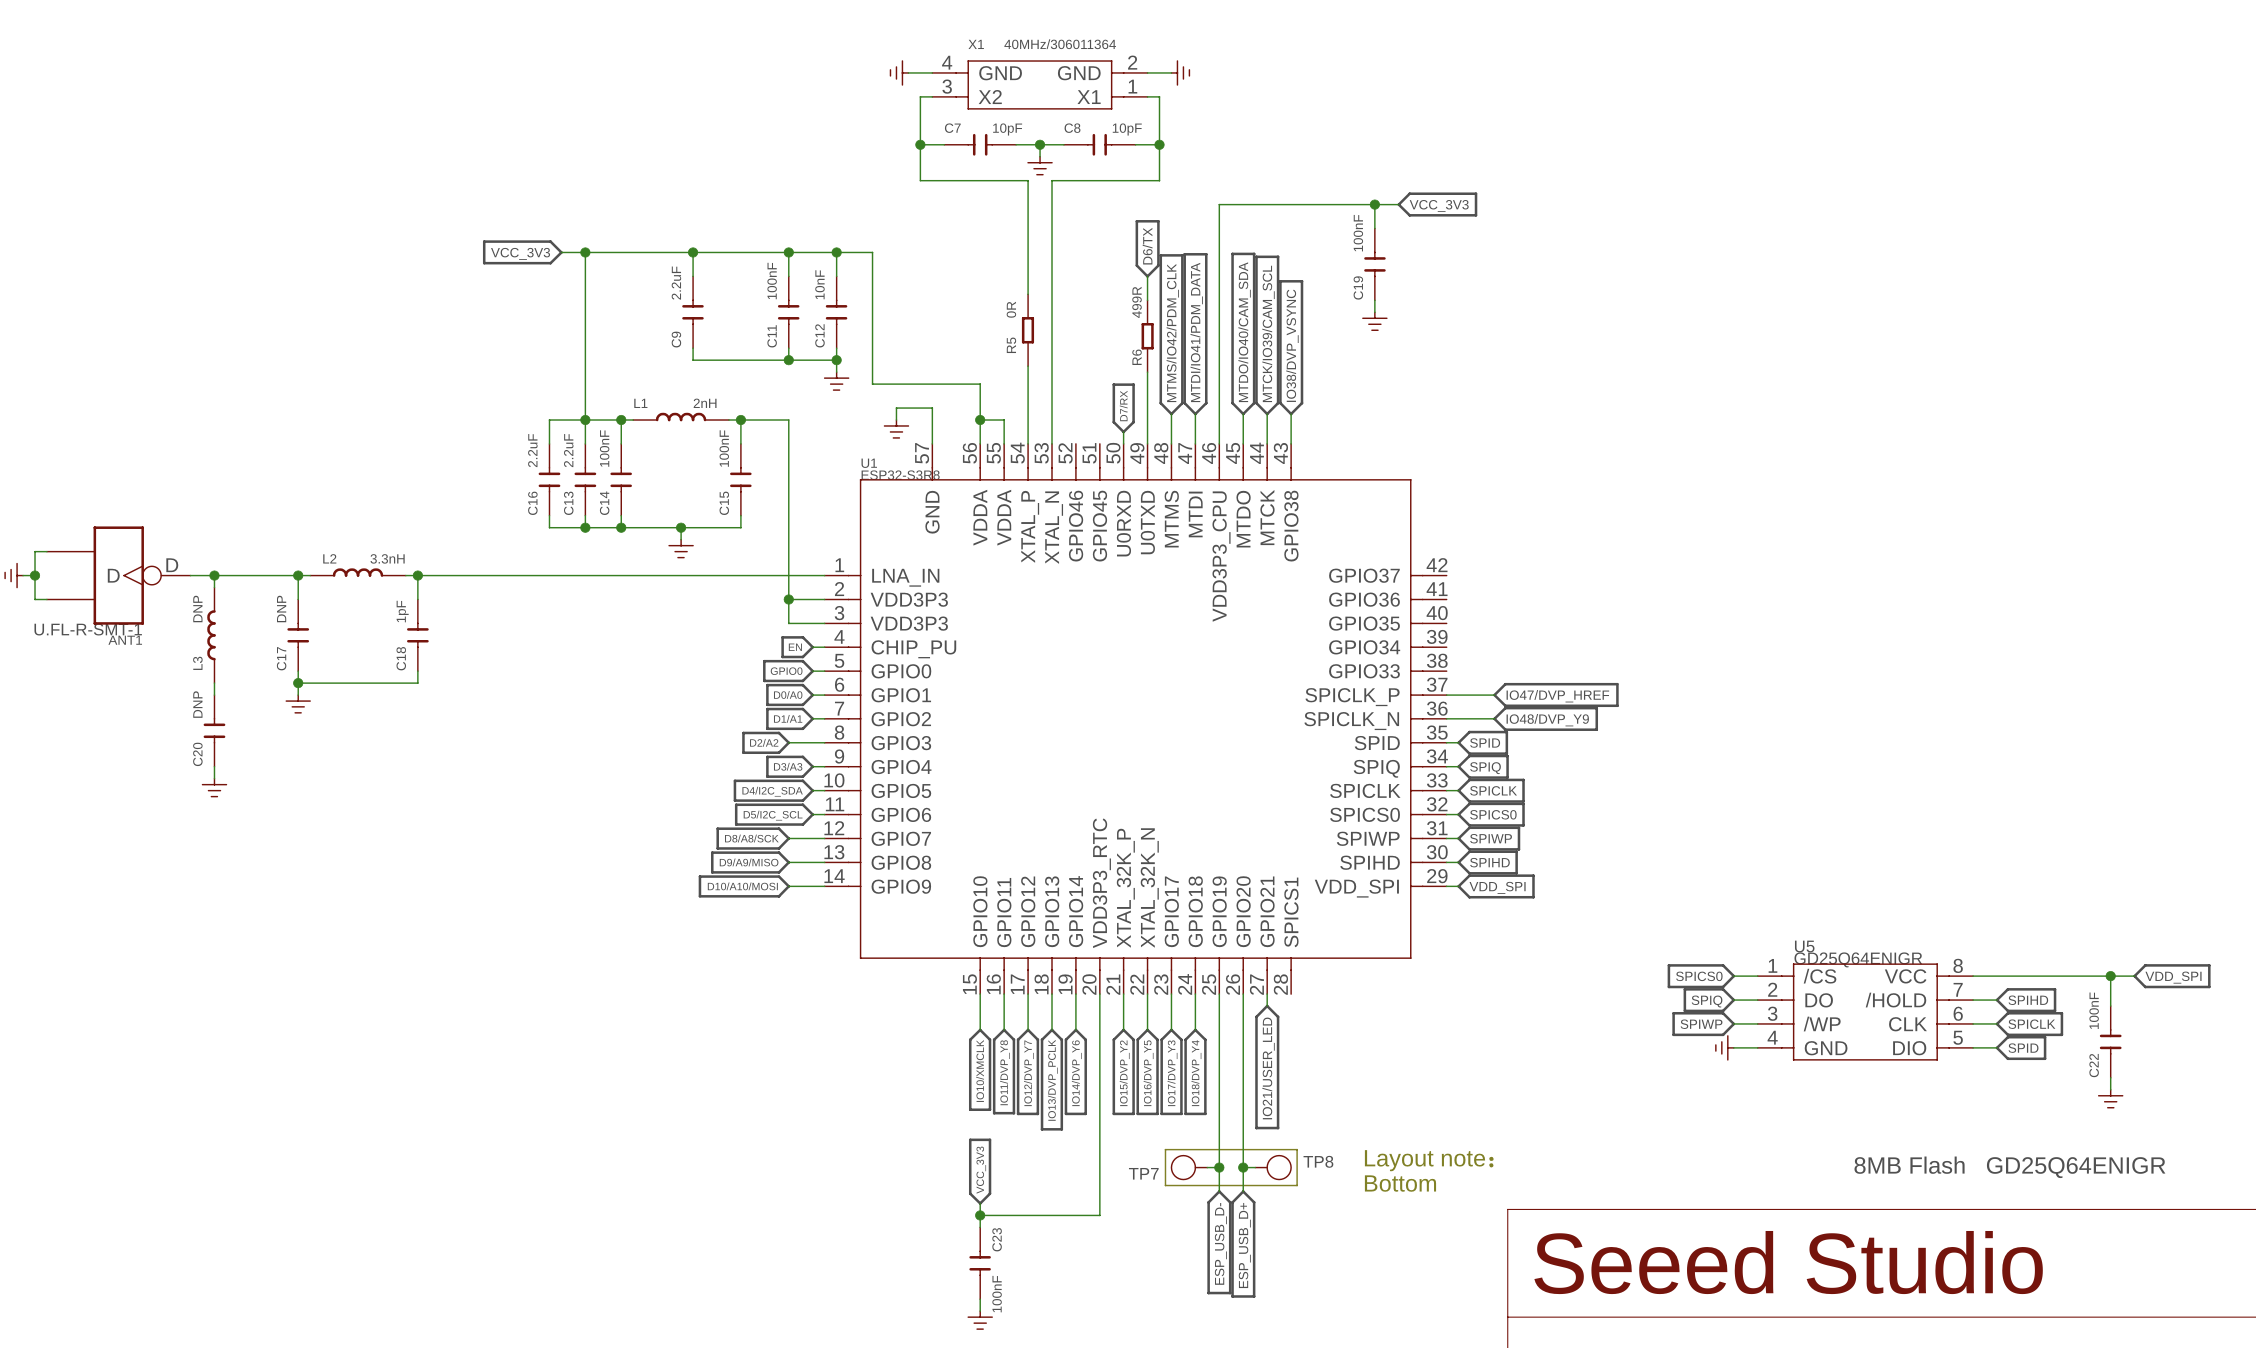 X1 40MHz/306011364
4 GND GND 2
3 X2 X1 1
C7 10pF C8 10pF
VCC_3V3
C9 2.2uF
C11 100nF
C12 10nF
R5 0R
D6/TX
R6 499R
D7/RX
MTMS/IO42/PDM_CLK
MTDI/IO41/PDM_DATA
MTDO/IO40/CAM_SDA
MTCK/IO39/CAM_SCL
IO38/DVP_VSYNC
VCC_3V3
C19 100nF
L1 2nH
C16 2.2uF
C13 2.2uF
C14 100nF
C15 100nF
U1
ESP32-S3R8
57 GND
56 VDDA
55 VDDA
54 XTAL_P
53 XTAL_N
52 GPIO46
51 GPIO45
50 U0RXD
49 U0TXD
48 MTMS
47 MTDI
46 VDD3P3_CPU
45 MTDO
44 MTCK
43 GPIO38
D D
U.FL-R-SMT-1
ANT1
L2 3.3nH
L3 DNP
C20 DNP
C17 DNP
C18 1pF
1 LNA_IN
2 VDD3P3
3 VDD3P3
EN 4 CHIP_PU
GPIO0 5 GPIO0
D0/A0 6 GPIO1
D1/A1 7 GPIO2
D2/A2 8 GPIO3
D3/A3 9 GPIO4
D4/I2C_SDA 10 GPIO5
D5/I2C_SCL 11 GPIO6
D8/A8/SCK 12 GPIO7
D9/A9/MISO 13 GPIO8
D10/A10/MOSI 14 GPIO9
GPIO37 42
GPIO36 41
GPIO35 40
GPIO34 39
GPIO33 38
SPICLK_P 37 IO47/DVP_HREF
SPICLK_N 36 IO48/DVP_Y9
SPID 35 SPID
SPIQ 34 SPIQ
SPICLK 33 SPICLK
SPICS0 32 SPICS0
SPIWP 31 SPIWP
SPIHD 30 SPIHD
VDD_SPI 29 VDD_SPI
GPIO10 15 IO10/XMCLK
GPIO11 16 IO11/DVP_Y8
GPIO12 17 IO12/DVP_Y7
GPIO13 18 IO13/DVP_PCLK
GPIO14 19 IO14/DVP_Y6
VDD3P3_RTC 20
XTAL_32K_P 21 IO15/DVP_Y2
XTAL_32K_N 22 IO16/DVP_Y5
GPIO17 23 IO17/DVP_Y3
GPIO18 24 IO18/DVP_Y4
GPIO19 25
GPIO20 26
GPIO21 27 IO21/USER_LED
SPICS1 28
VCC_3V3
C23
100nF
TP7 TP8
ESP_USB_D-
ESP_USB_D+
Layout note：
Bottom
U5
GD25Q64ENIGR
SPICS0 1 /CS VCC 8 VDD_SPI
SPIQ 2 DO /HOLD 7 SPIHD
SPIWP 3 /WP CLK 6 SPICLK
4 GND DIO 5 SPID
C22 100nF
8MB Flash GD25Q64ENIGR
Seeed Studio